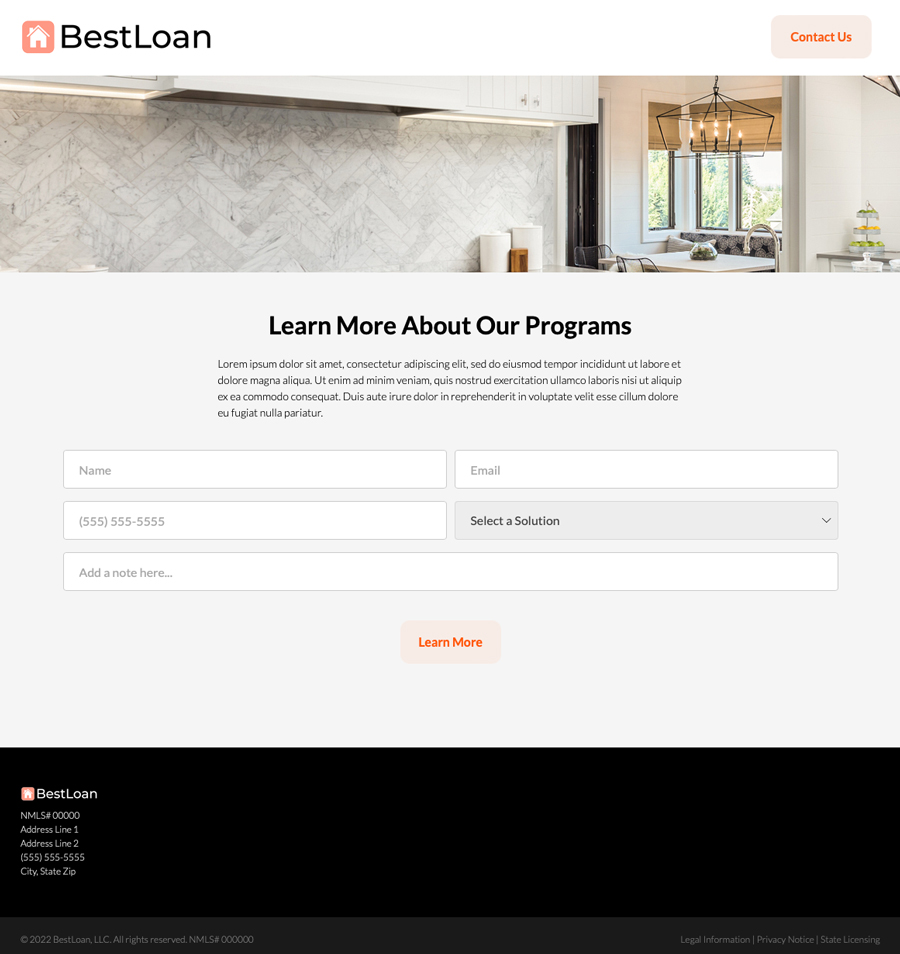 BestLoan
Contact Us
Learn More About Our Programs
Lorem ipsum dolor sit amet, consectetur adipiscing elit, sed do eiusmod tempor incididunt ut labore et
dolore magna aliqua. Ut enim ad minim veniam, quis nostrud exercitation ullamco laboris nisi ut aliquip
ex ea commodo consequat. Duis aute irure dolor in reprehenderit in voluptate velit esse cillum dolore
eu fugiat nulla pariatur.
Name
Email
(555) 555-5555
Select a Solution
Add a note here...
Learn More
BestLoan
NMLS# 00000
Address Line 1
Address Line 2
(555) 555-5555
City, State Zip
© 2022 BestLoan, LLC. All rights reserved. NMLS# 000000
Legal Information | Privacy Notice | State Licensing